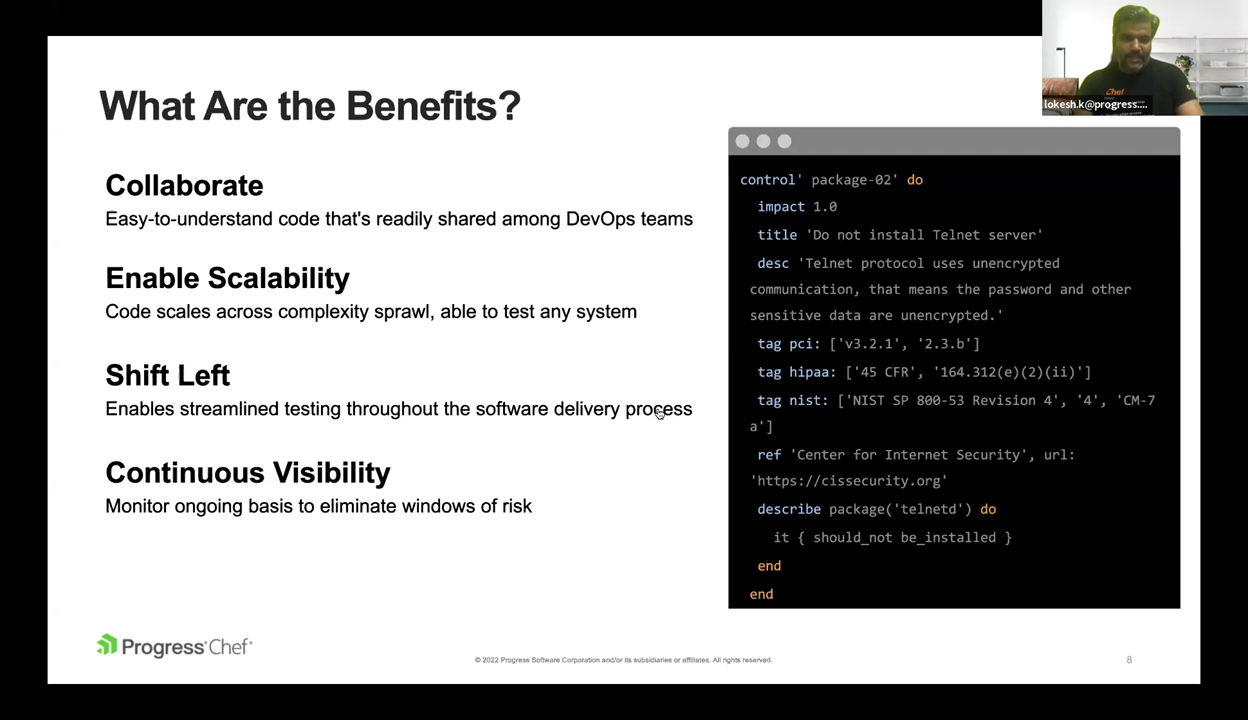 What Are the Benefits?
Collaborate
Easy-to-understand code that's readily shared among DevOps teams
Enable Scalability
Code scales across complexity sprawl, able to test any system
Shift Left
Enables streamlined testing throughout the software delivery process
Continuous Visibility
Monitor ongoing basis to eliminate windows of risk
control' package-02' do
impact 1.0
title 'Do not install Telnet server'
desc 'Telnet protocol uses unencrypted
communication, that means the password and other
sensitive data are unencrypted.'
tag pci: ['v3.2.1', '2.3.b']
tag hipaa: ['45 CFR', '164.312(e)(2)(ii)']
tag nist: ['NIST SP 800-53 Revision 4', '4', 'CM-7
a']
ref 'Center for Internet Security', url:
'https://cissecurity.org'
describe package('telnetd') do
it { should_not be_installed }
end
end
Chef
lokesh.k@progress....
Progress® Chef®
© 2022 Progress Software Corporation and/or its subsidiaries or affiliates. All rights reserved.
8